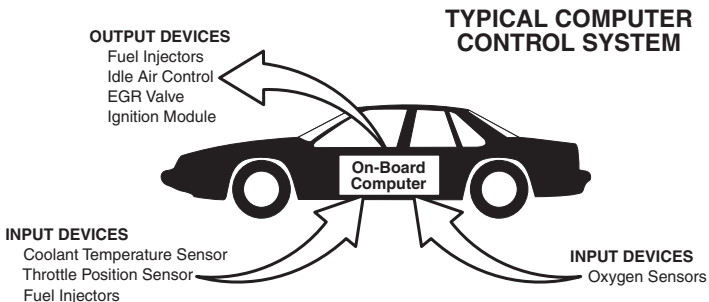 TYPICAL COMPUTER
CONTROL SYSTEM
OUTPUT DEVICES
Fuel Injectors
Idle Air Control
EGR Valve
Ignition Module
On-Board
Computer
INPUT DEVICES
Coolant Temperature Sensor
Throttle Position Sensor
Fuel Injectors
INPUT DEVICES
Oxygen Sensors